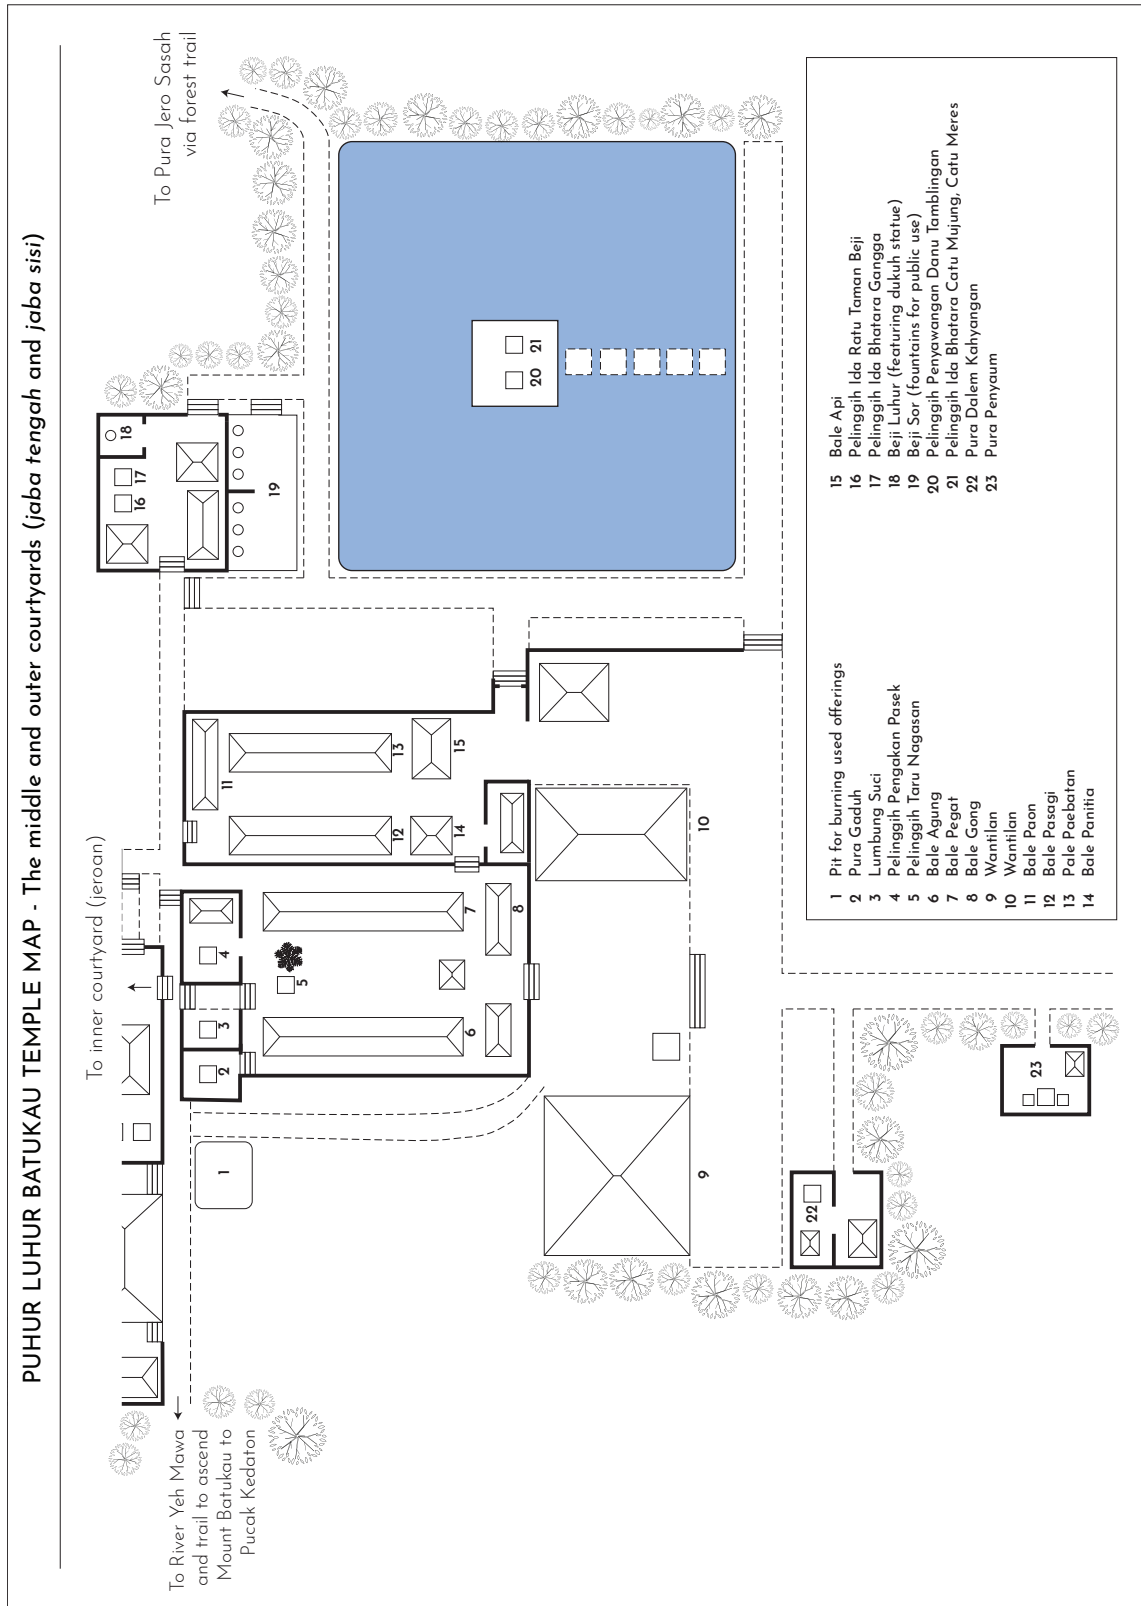 PUHUR LUHUR BATUKAU TEMPLE MAP - The middle and outer courtyards (jaba tengah and jaba sisi)
To River Yeh Mawa
and trail to ascend
Mount Batukau to
Pucak Kedaton
To inner courtyard (jeroan)
To Pura Jero Sasah
via forest trail
1
2
3
4
5
6
7
8
9
10
11
12
13
14
15
16
17
18
19
20
21
22
23
1 Pit for burning used offerings
2 Pura Gaduh
3 Lumbung Suci
4 Pelinggih Pengakan Pasek
5 Pelinggih Taru Nagasan
6 Bale Agung
7 Bale Pegat
8 Bale Gong
9 Wantilan
10 Wantilan
11 Bale Paon
12 Bale Pasagi
13 Pale Paebatan
14 Bale Panitia
15 Bale Api
16 Pelinggih Ida Ratu Taman Beji
17 Pelinggih Ida Bhatara Gangga
18 Beji Luhur (featuring dukuh statue)
19 Beji Sor (fountains for public use)
20 Pelinggih Penyawangan Danu Tamblingan
21 Pelinggih Ida Bhatara Catu Mujung, Catu Meres
22 Pura Dalem Kahyangan
23 Pura Penyaum